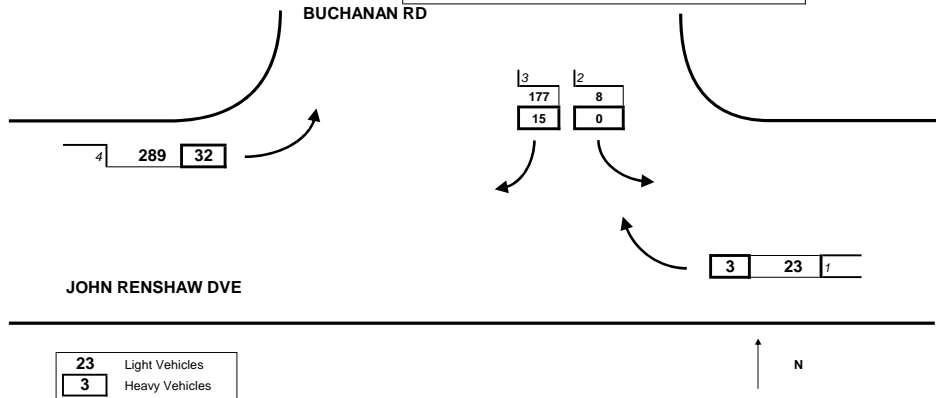 BUCHANAN RD
3 2
177 8
15 0
4 289 32
3 23 1
JOHN RENSHAW DVE
23 Light Vehicles
3 Heavy Vehicles
N